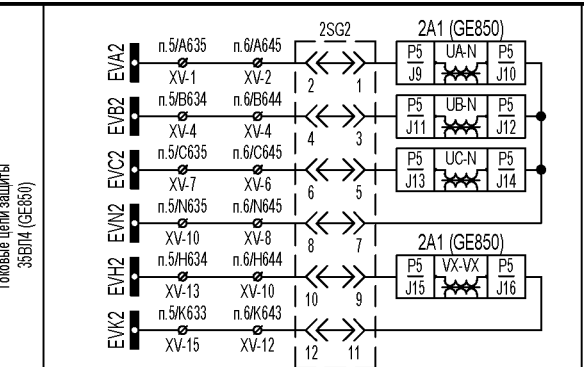 2SG2
2A1 (GE850)
EVA2 п.5/A635 п.6/A645 P5 UA-N P5
XV-1 XV-2 2 1 J9 J10
EVB2 п.5/B634 п.6/B644 P5 UB-N P5
XV-4 XV-4 4 3 J11 J12
EVC2 п.5/C635 п.6/C645 P5 UC-N P5
XV-7 XV-6 6 5 J13 J14
EVN2 п.5/N635 п.6/N645
XV-10 XV-8 8 7
2A1 (GE850)
EVH2 п.5/H634 п.6/H644 P5 VX-VX P5
XV-13 XV-10 10 9 J15 J16
EVK2 п.5/K633 п.6/K643
XV-15 XV-12 12 11
Токовые цепи защиты
35ВЛ4 (GE850)